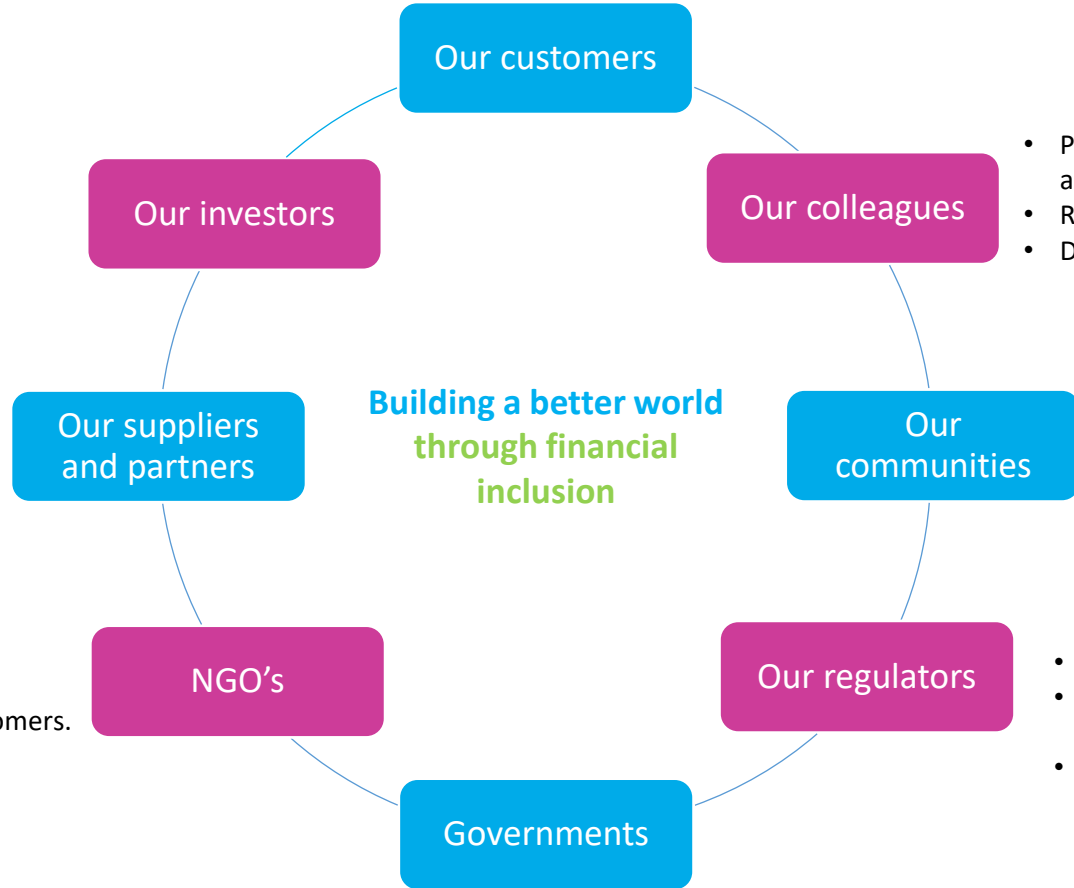 Our customers
Our investors
Our colleagues
• P
a
• R
• D
Our suppliers
and partners
Building a better world
through financial
inclusion
Our
communities
NGO's
omers.
Our regulators
•
•
•
Governments